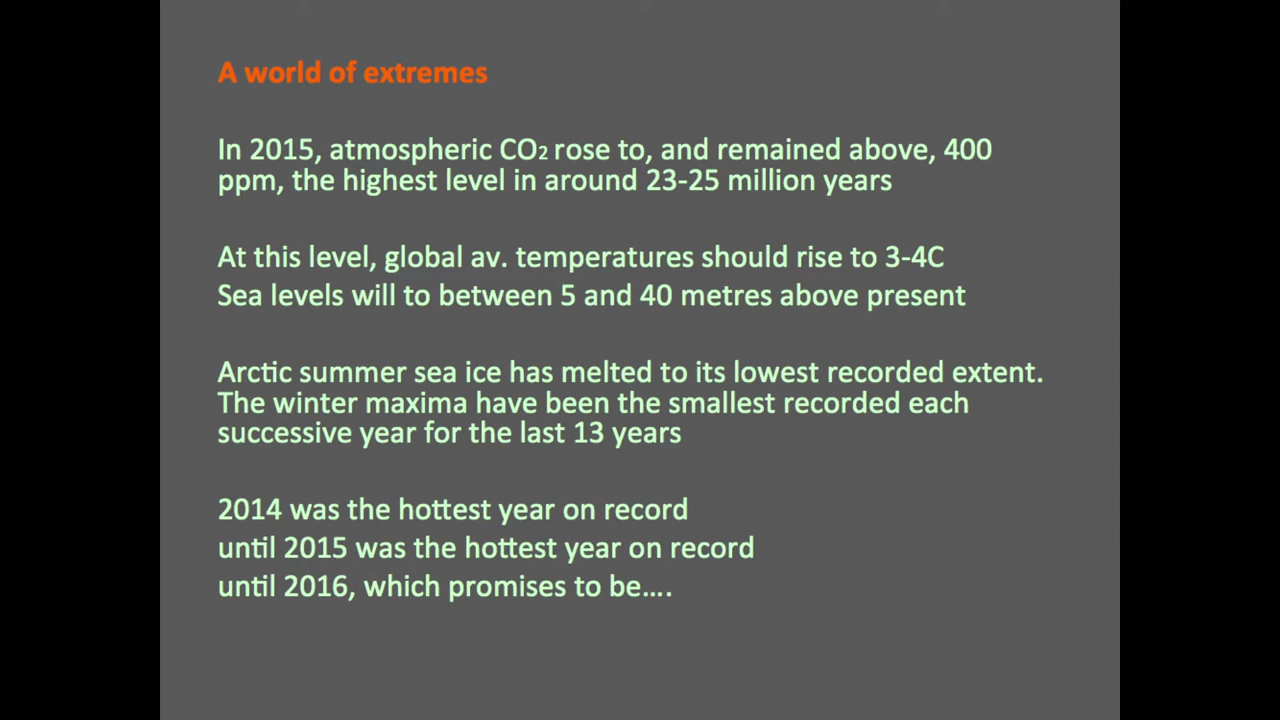 A world of extremes
In 2015, atmospheric CO₂ rose to, and remained above, 400
ppm, the highest level in around 23-25 million years
At this level, global av. temperatures should rise to 3-4C
Sea levels will to between 5 and 40 metres above present
Arctic summer sea ice has melted to its lowest recorded extent.
The winter maxima have been the smallest recorded each
successive year for the last 13 years
2014 was the hottest year on record
until 2015 was the hottest year on record
until 2016, which promises to be….